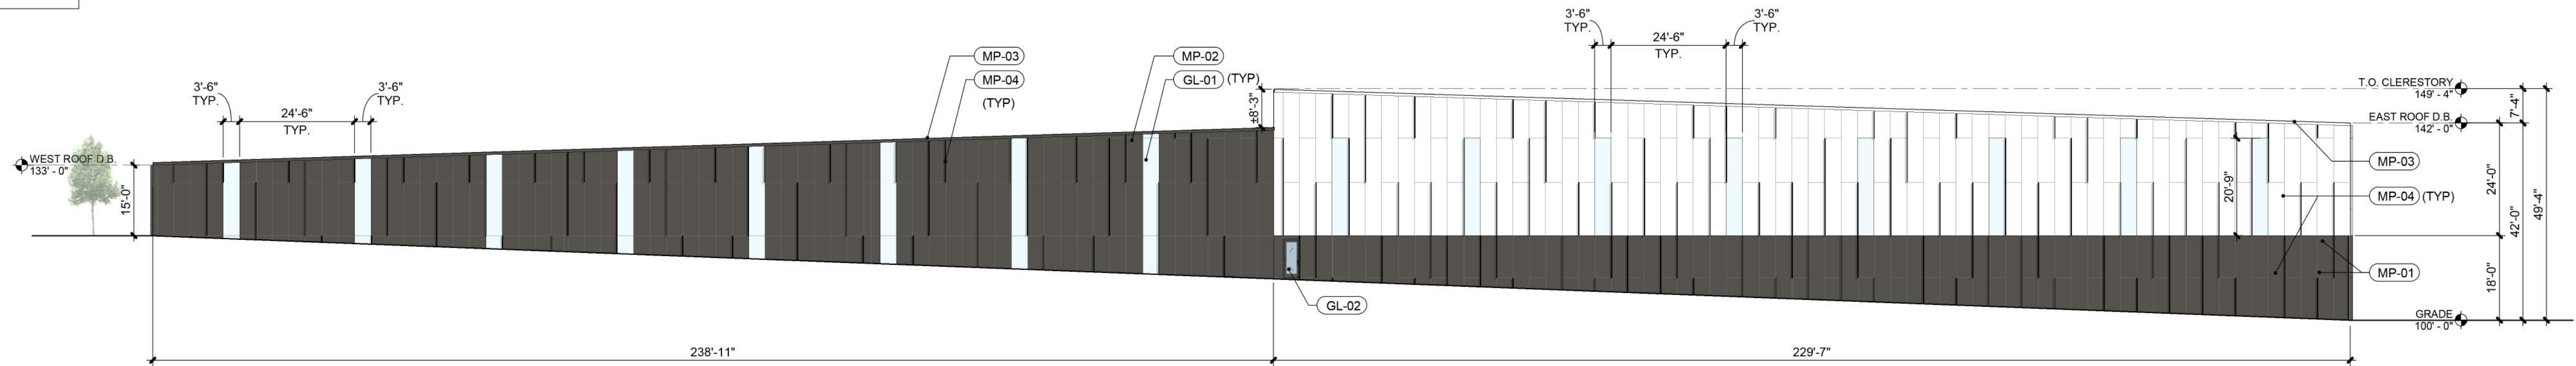 3'-6"
TYP.
3'-6"
TYP.
24'-6"
TYP.
T.O. CLERESTORY
149' - 4"
MP-03
MP-02
MP-04
GL-01 (TYP)
(TYP)
3'-6"
TYP.
3'-6"
TYP.
24'-6"
TYP.
±8'-3"
7'-4"
EAST ROOF D.B.
142' - 0"
WEST ROOF D.B.
133' - 0"
15'-0"
MP-03
20'-9"
24'-0"
MP-04 (TYP)
42'-0"
49'-4"
MP-01
18'-0"
GL-02
GRADE
100' - 0"
238'-11"
229'-7"